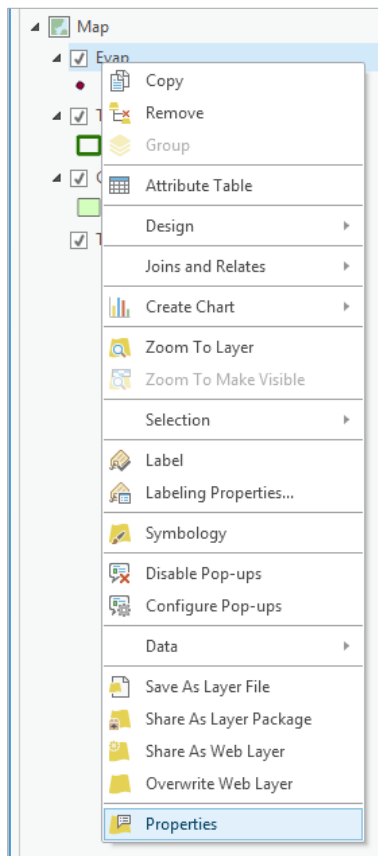 Map
Evap
Copy
Remove
Group
Attribute Table
Design
Joins and Relates
Create Chart
Zoom To Layer
Zoom To Make Visible
Selection
Label
Labeling Properties...
Symbology
Disable Pop-ups
Configure Pop-ups
Data
Save As Layer File
Share As Layer Package
Share As Web Layer
Overwrite Web Layer
Properties